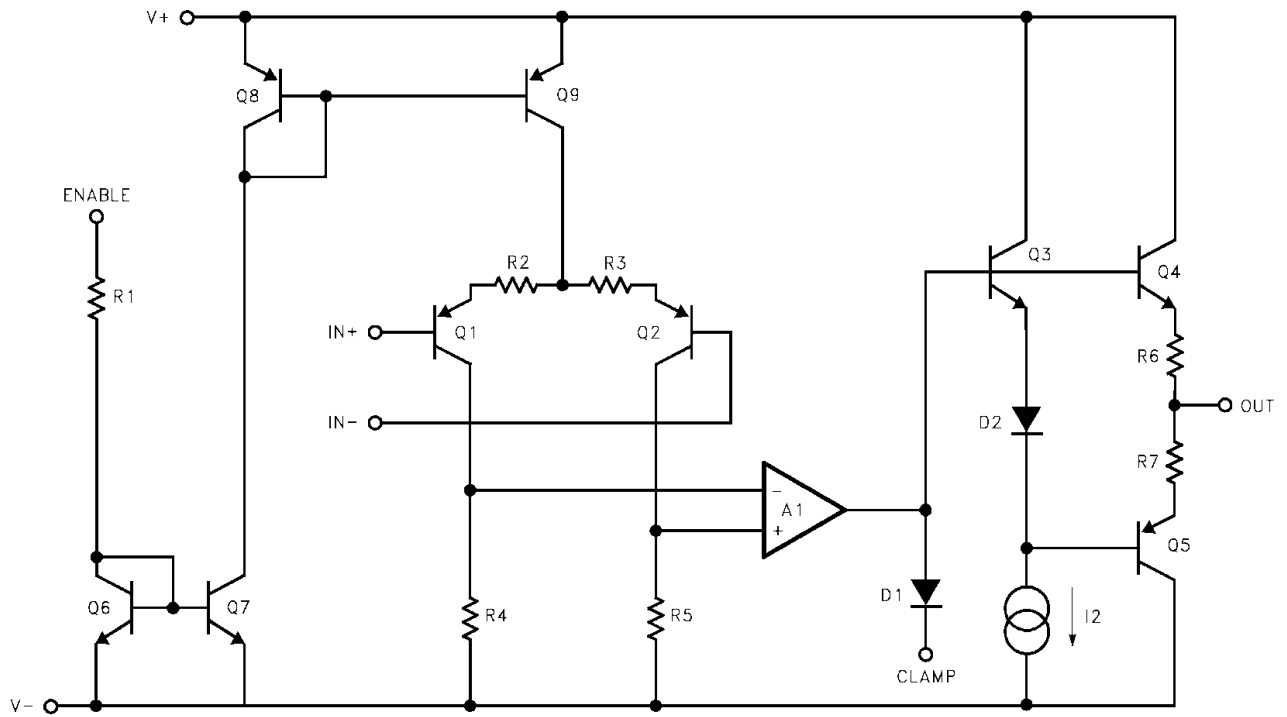 V+
Q8
Q9
ENABLE
R1
R2
R3
Q3
Q4
IN+
Q1
Q2
R6
IN-
D2
OUT
R7
-
A1
+
Q5
Q6
Q7
R4
R5
D1
I2
CLAMP
V-